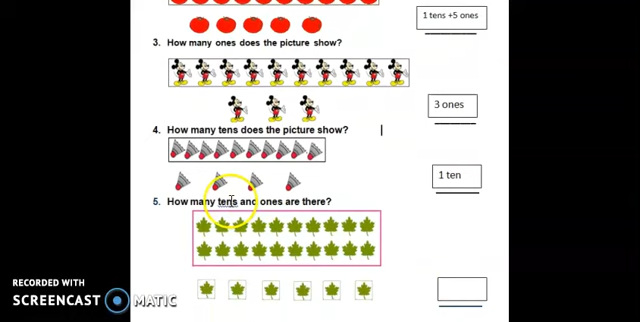 1 tens +5 ones
3. How many ones does the picture show?
3 ones
4. How many tens does the picture show?
1 ten
5. How many tens and ones are there?
RECORDED WITH
SCREENCAST MATIC